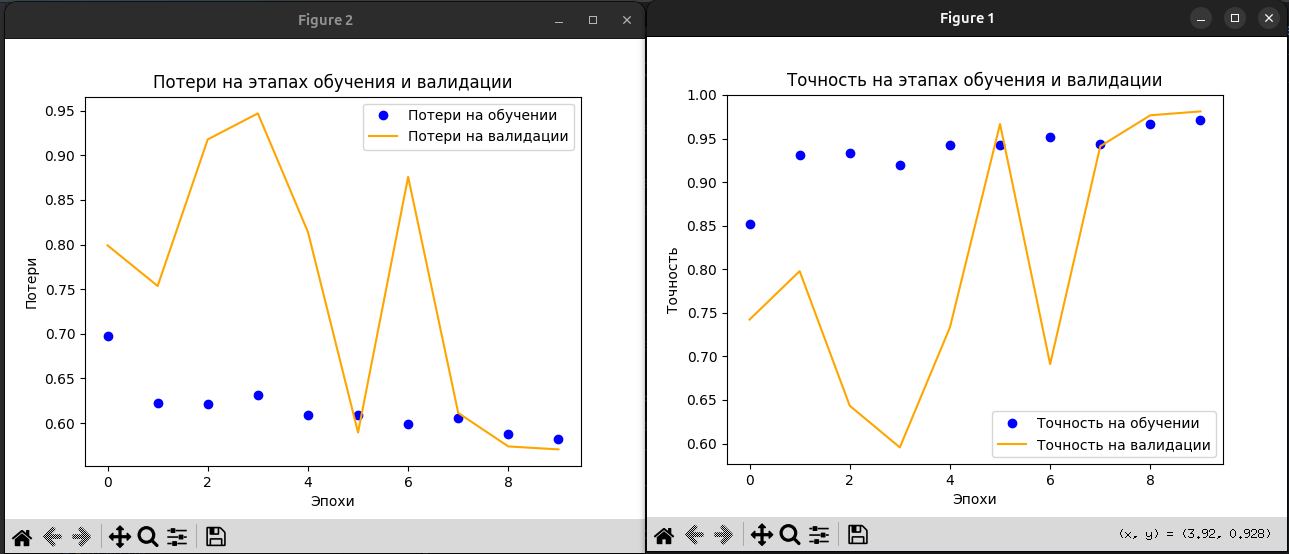 Figure 2
Потери на этапах обучения и валидации
Потери на обучении
Потери на валидации
0.95
0.90
0.85
0.80
0.75
0.70
0.65
0.60
Потери
0 2 4 6 8
Эпохи
Figure 1
Точность на этапах обучения и валидации
1.00
0.95
0.90
0.85
0.80
0.75
0.70
0.65
0.60
Точность
Точность на обучении
Точность на валидации
0 2 4 6 8
Эпохи
(x, y) = (3.92, 0.928)